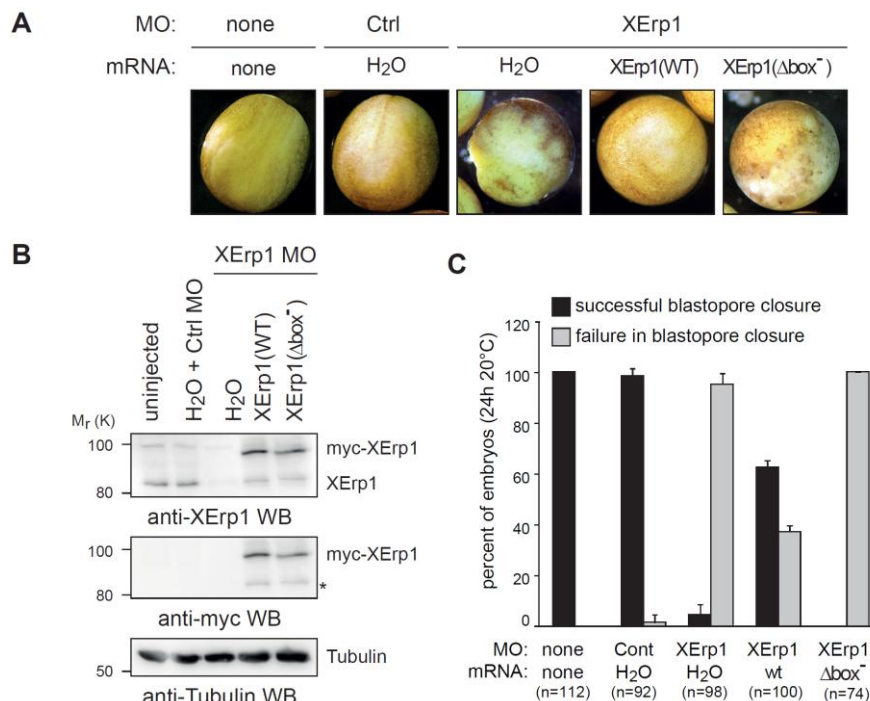 A
MO: none Ctrl XErp1
mRNA: none H₂O H₂O XErp1(WT) XErp1(Δbox⁻)
B
XErp1 MO
uninjected
H₂O + Ctrl MO
H₂O
XErp1(WT)
XErp1(Δbox⁻)
Mr (K)
100
80
myc-XErp1
XErp1
anti-XErp1 WB
100
80
myc-XErp1
*
anti-myc WB
50
Tubulin
anti-Tubulin WB
C
successful blastopore closure
failure in blastopore closure
percent of embryos (24h 20°C)
120
100
80
60
40
20
0
MO: none Cont XErp1 XErp1 XErp1
mRNA: none H₂O H₂O wt Δbox⁻
(n=112) (n=92) (n=98) (n=100) (n=74)